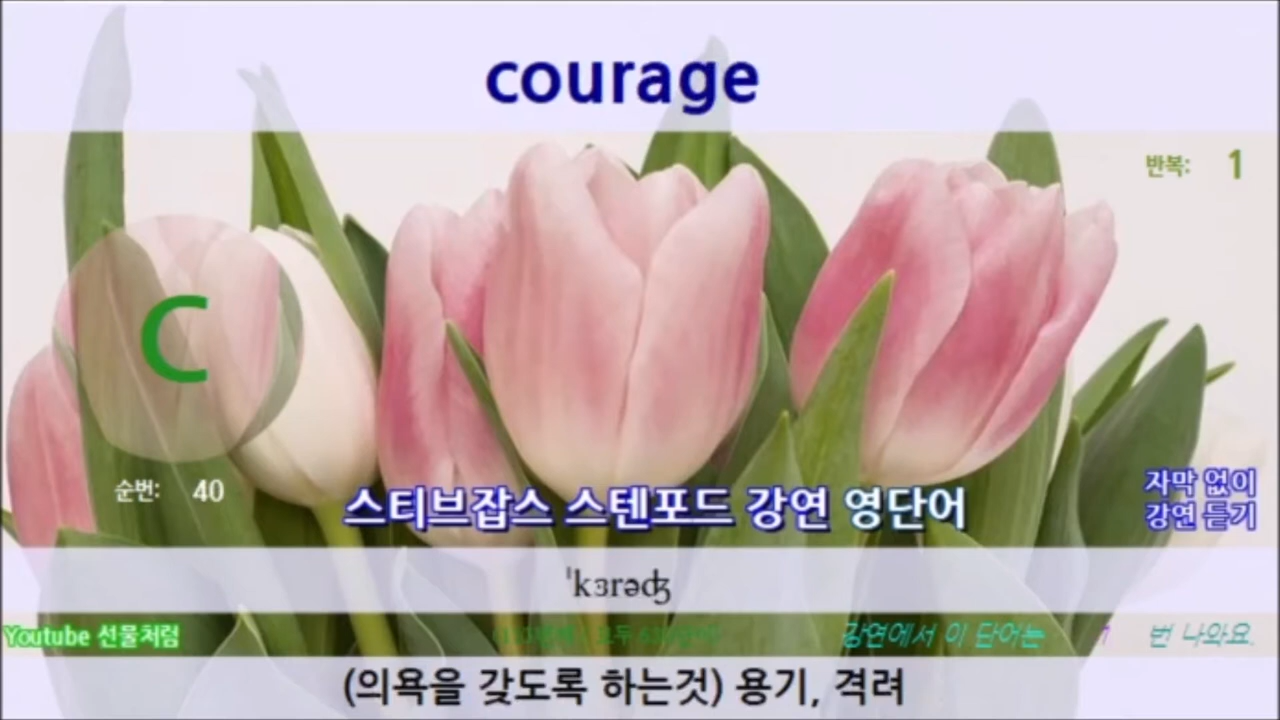 courage
반복: 1
C
순번: 40
스티브잡스 스텐포드 강연 영단어
자막 없이
강연 듣기
ˈkɜrəʤ
Youtube 선물처럼
강연에서 이 단어는 1 번 나와요.
(의욕을 갖도록 하는것) 용기, 격려